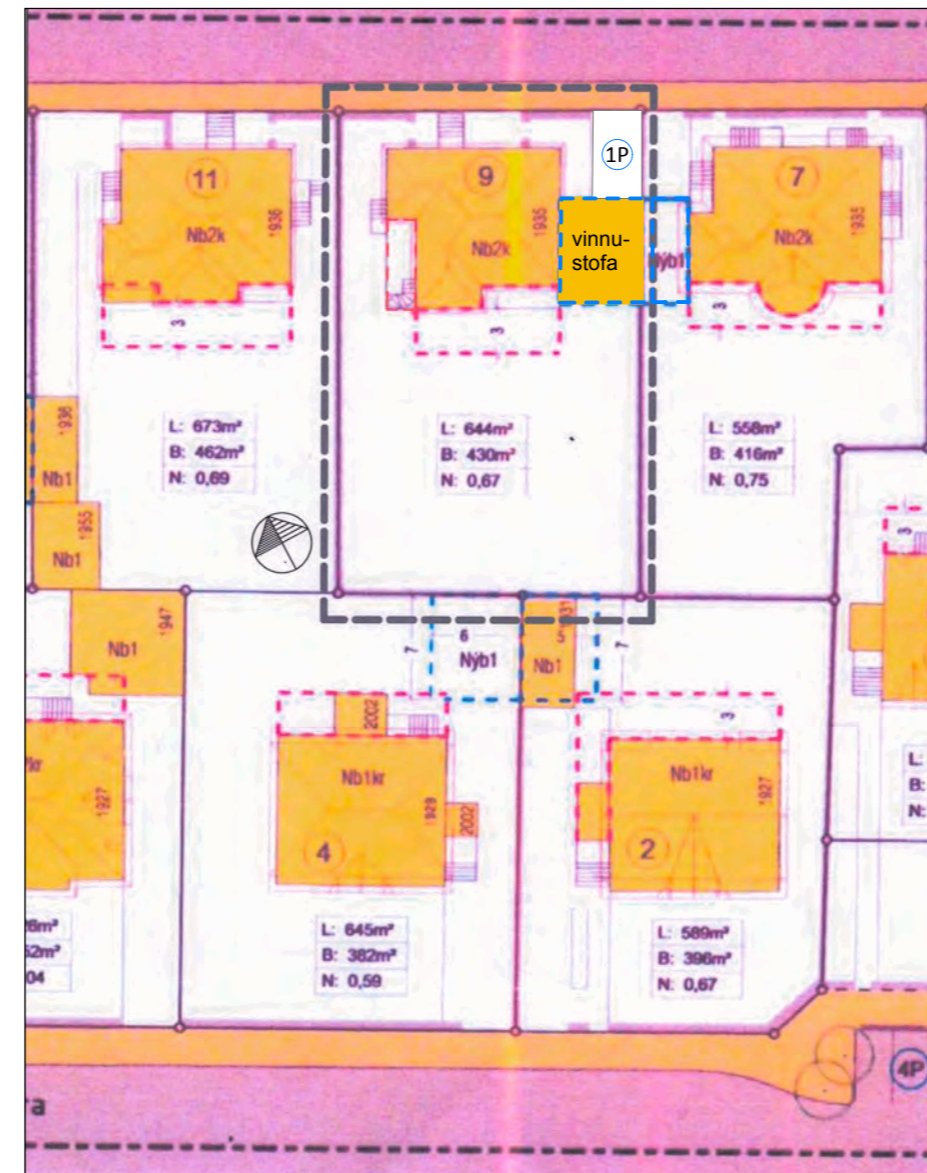 1P
11
Nb2k
1936
9
Nb2k
1935
vinnu-
stofa
Nýb1
7
Nb2k
1935
3
3
3
L: 673m²
B: 462m²
N: 0,69
L: 644m²
B: 430m²
N: 0,67
L: 558m²
B: 416m²
N: 0,75
1936
Nb1
1955
Nb1
3
1947
Nb1
7
6
Nýb1
Nb1
7
2002
3
Nb1kr
1929
4
2002
Nb1kr
1927
2
1927
L:
B:
N:
L: 645m²
B: 382m²
N: 0,59
L: 589m²
B: 396m²
N: 0,67
4P